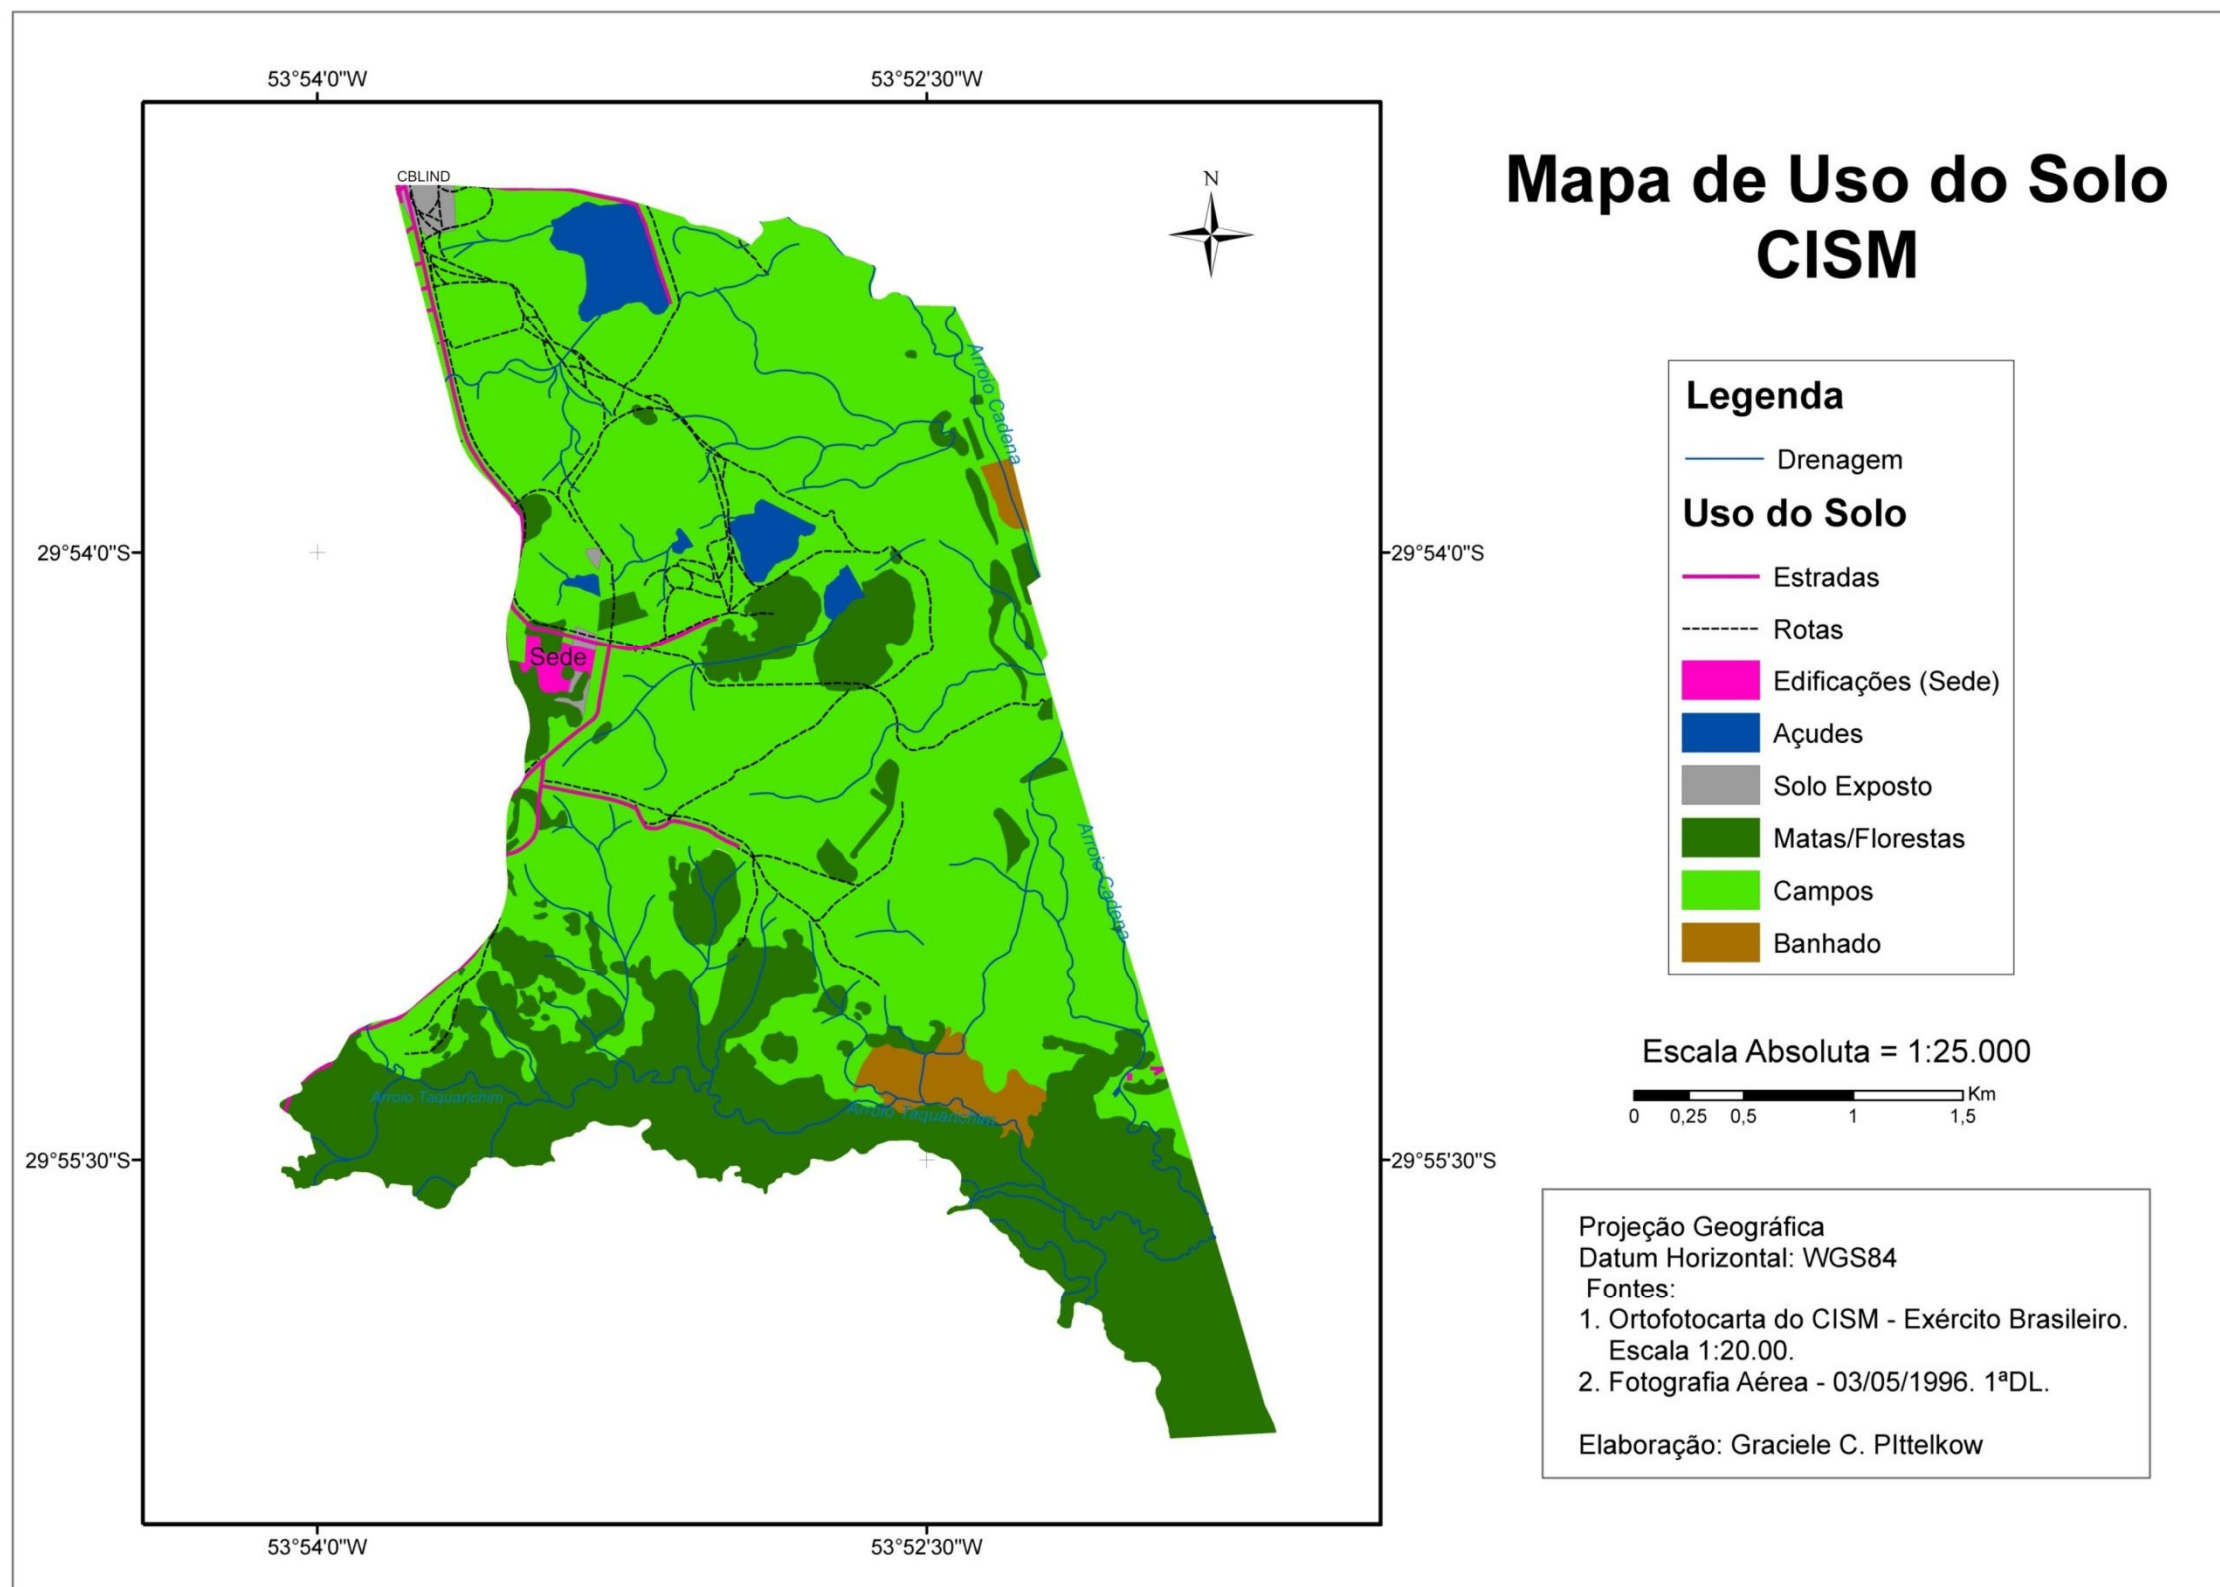 53°54'0"W
53°52'30"W
Mapa de Uso do Solo
CISM
CBLIND
N
Arroio Cadena
29°54'0"S
29°54'0"S
Sede
Arroio Cadena
Arroio Taquarichim
Arroio Taquarichim
29°55'30"S
29°55'30"S
53°54'0"W
53°52'30"W
Legenda
Drenagem
Uso do Solo
Estradas
Rotas
Edificações (Sede)
Açudes
Solo Exposto
Matas/Florestas
Campos
Banhado
Escala Absoluta = 1:25.000
Km
0 0,25 0,5 1 1,5
Projeção Geográfica
Datum Horizontal: WGS84
Fontes:
1. Ortofotocarta do CISM - Exército Brasileiro.
Escala 1:20.00.
2. Fotografia Aérea - 03/05/1996. 1ªDL.
Elaboração: Graciele C. PIttelkow